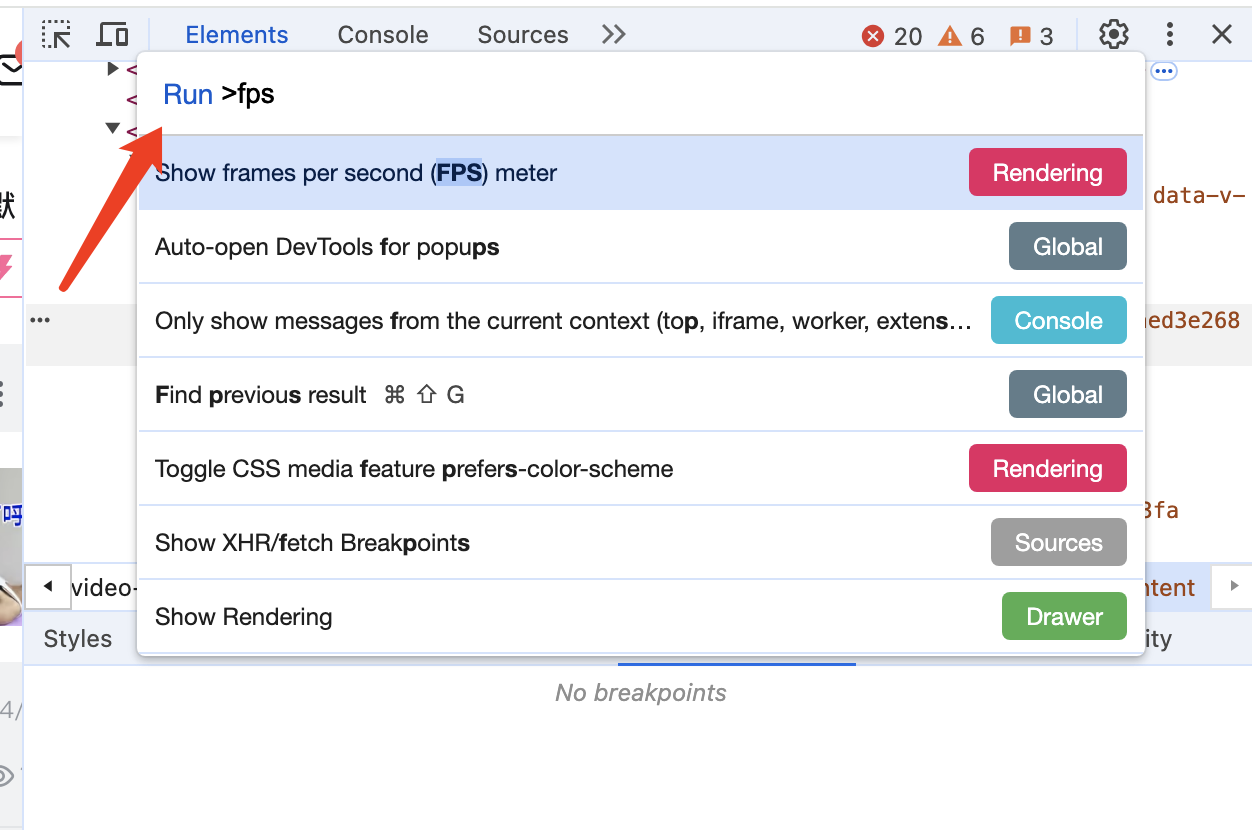 Elements Console Sources 20 6 3
Run >fps
Show frames per second (FPS) meter Rendering
data-v-
默
Auto-open DevTools for popups Global
Only show messages from the current context (top, iframe, worker, extens… Console
ed3e268
Find previous result ⌘ ⇧ G Global
Toggle CSS media feature prefers-color-scheme Rendering
呼
Show XHR/fetch Breakpoints Sources
3fa
video-
ntent
Show Rendering Drawer
Styles
ity
No breakpoints
4/